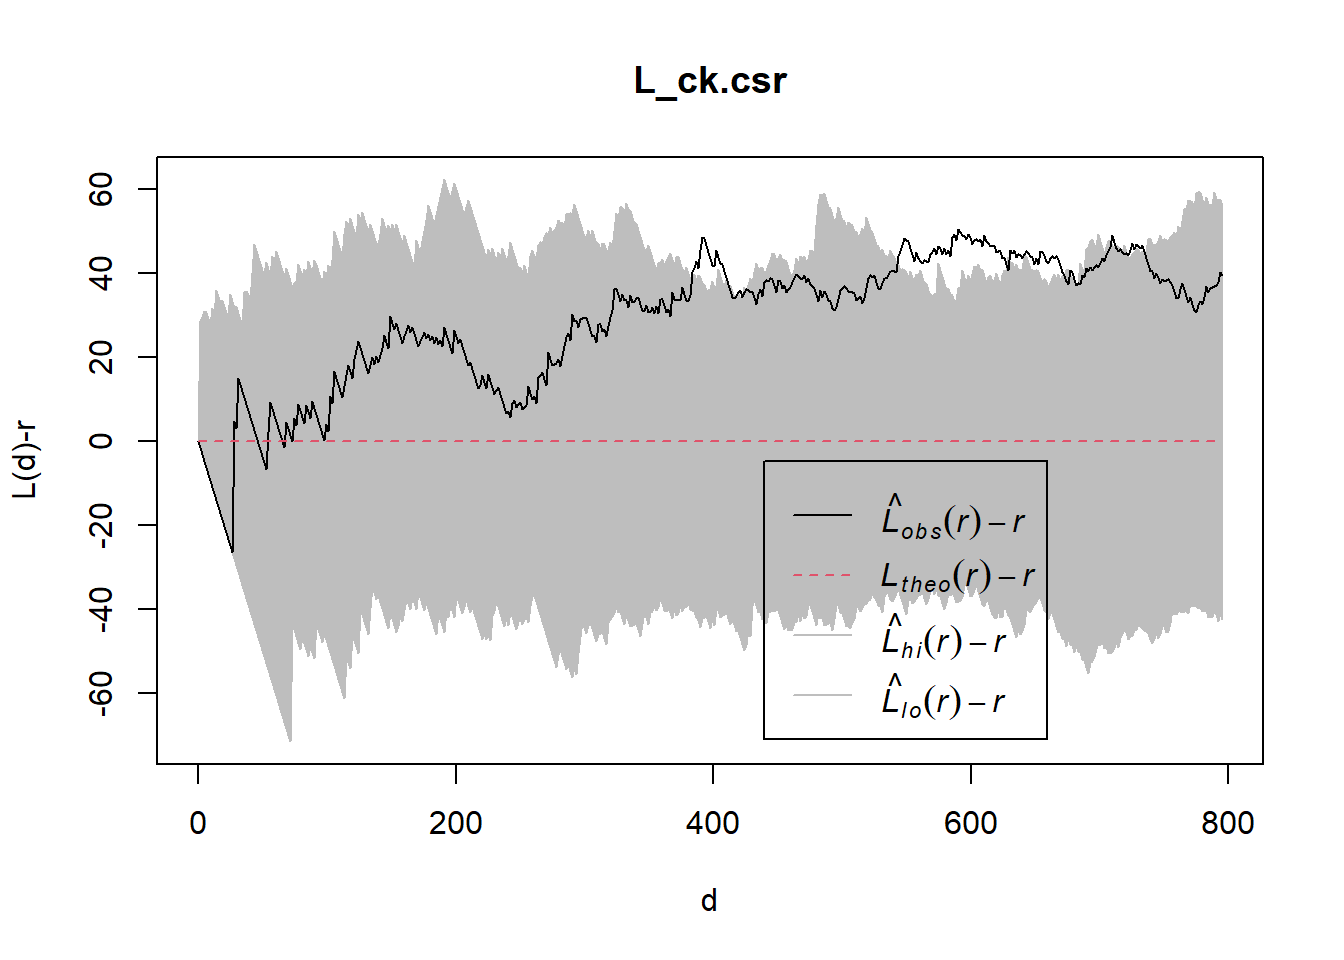 L_ck.csr
L(d)-r
60
40
20
0
-20
-40
-60
L̂obs(r) − r
Ltheo(r) − r
L̂hi(r) − r
L̂lo(r) − r
0 200 400 600 800
d